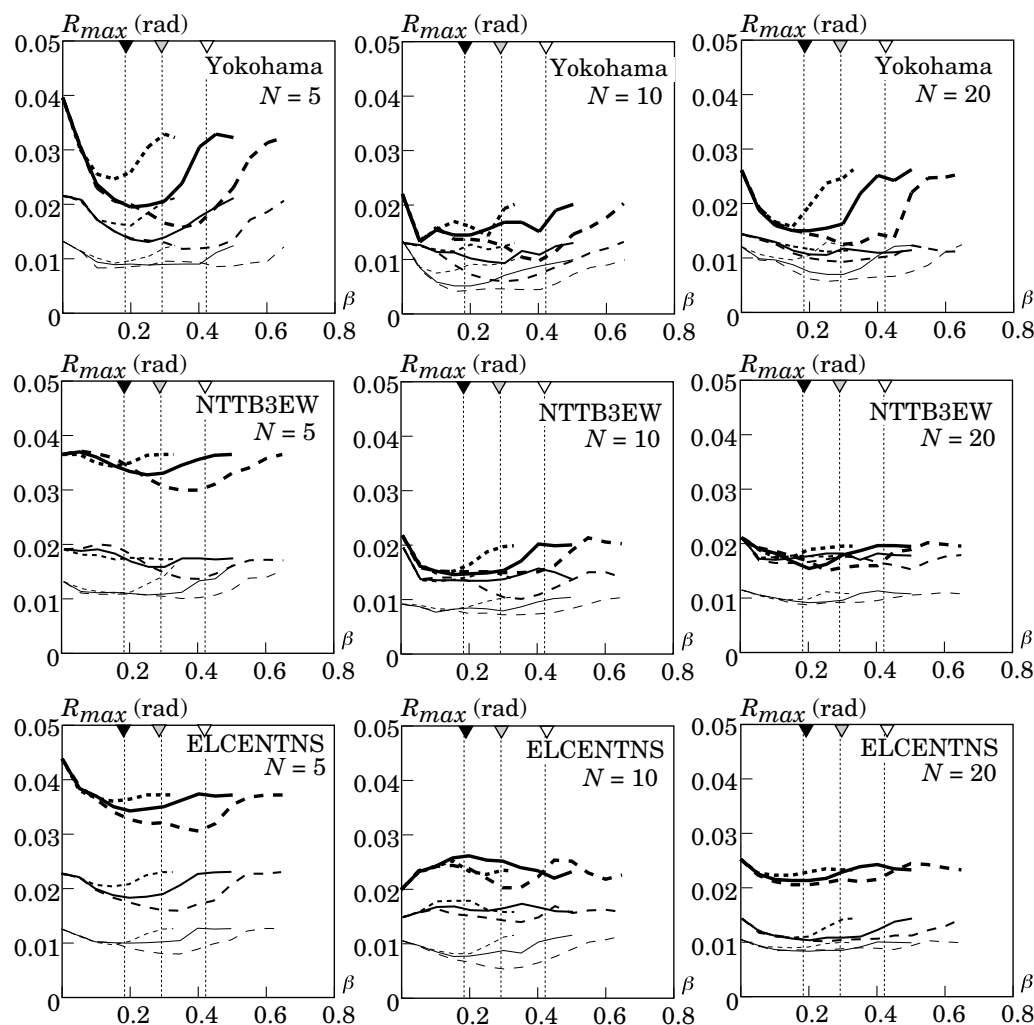 R_max (rad) R_max (rad) R_max (rad)
0.05 0.05 0.05
Yokohama Yokohama Yokohama
N = 5 N = 10 N = 20
0.04 0.04 0.04
0.03 0.03 0.03
0.02 0.02 0.02
0.01 0.01 0.01
β β β
0 0 0
0.2 0.4 0.6 0.8 0.2 0.4 0.6 0.8 0.2 0.4 0.6 0.8
R_max (rad) R_max (rad) R_max (rad)
0.05 0.05 0.05
NTTB3EW NTTB3EW NTTB3EW
N = 5 N = 10 N = 20
0.04 0.04 0.04
0.03 0.03 0.03
0.02 0.02 0.02
0.01 0.01 0.01
β β β
0 0 0
0.2 0.4 0.6 0.8 0.2 0.4 0.6 0.8 0.2 0.4 0.6 0.8
R_max (rad) R_max (rad) R_max (rad)
0.05 0.05 0.05
ELCENTNS ELCENTNS ELCENTNS
N = 5 N = 10 N = 20
0.04 0.04 0.04
0.03 0.03 0.03
0.02 0.02 0.02
0.01 0.01 0.01
β β β
0 0 0
0.2 0.4 0.6 0.8 0.2 0.4 0.6 0.8 0.2 0.4 0.6 0.8